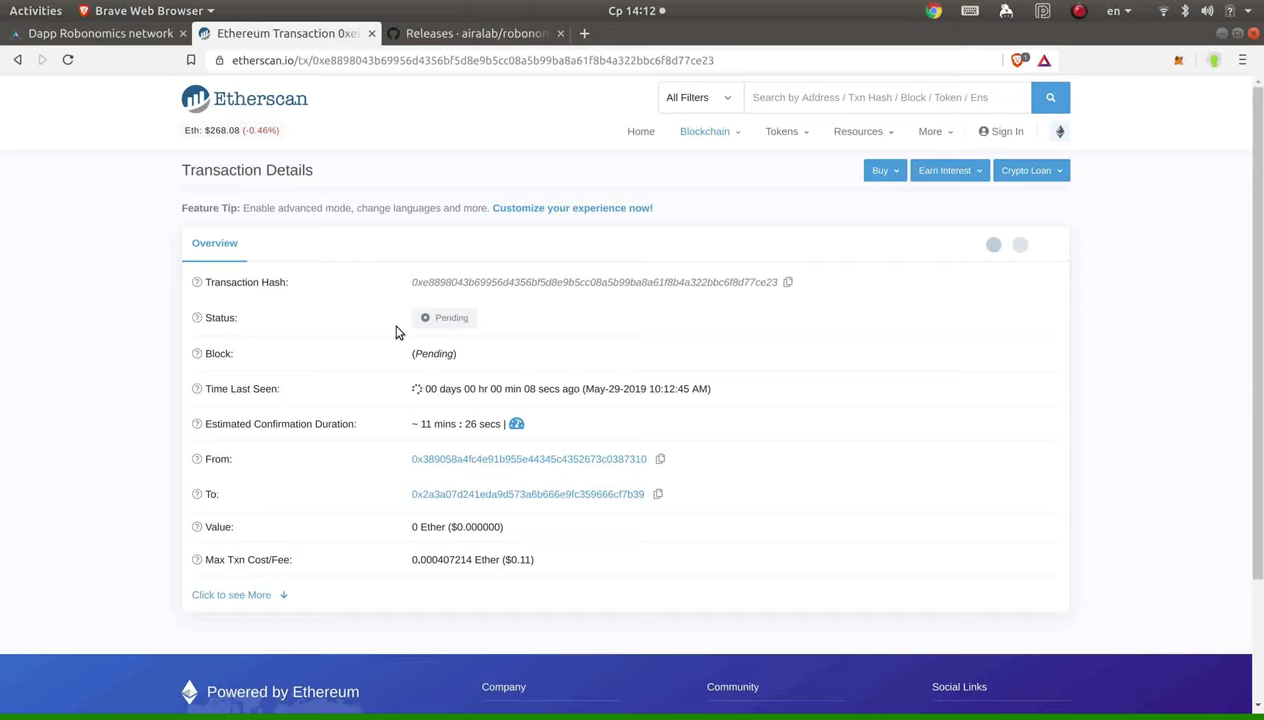 Activities Brave Web Browser Ср 14:12 en
Dapp Robonomics network Ethereum Transaction 0xe Releases · airalab/robonon
etherscan.io/tx/0xe8898043b69956d4356bf5d8e9b5cc08a5b99ba8a61f8b4a322bbc6f8d77ce23 1
Etherscan All Filters Search by Address / Txn Hash / Block / Token / Ens
Eth: $268.08 (-0.46%) Home Blockchain Tokens Resources More Sign In
Transaction Details Buy Earn Interest Crypto Loan
Feature Tip: Enable advanced mode, change languages and more. Customize your experience now!
Overview
Transaction Hash: 0xe8898043b69956d4356bf5d8e9b5cc08a5b99ba8a61f8b4a322bbc6f8d77ce23
Status: Pending
Block: (Pending)
Time Last Seen: 00 days 00 hr 00 min 08 secs ago (May-29-2019 10:12:45 AM)
Estimated Confirmation Duration: ~ 11 mins : 26 secs |
From: 0x389058a4fc4e91b955e44345c4352673c0387310
To: 0x2a3a07d241eda9d573a6b666e9fc359666cf7b39
Value: 0 Ether ($0.000000)
Max Txn Cost/Fee: 0.000407214 Ether ($0.11)
Click to see More
Powered by Ethereum Company Community Social Links